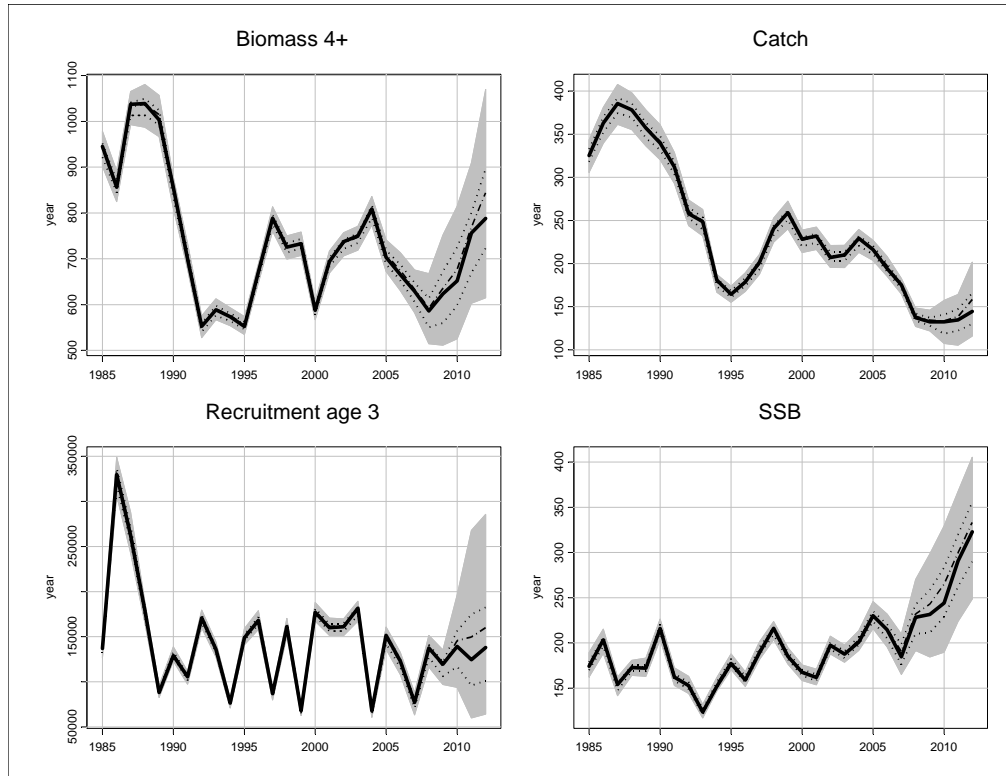 Biomass 4+
year
500 600 700 800 900 1000 1100
1985 1990 1995 2000 2005 2010
Catch
year
100 150 200 250 300 350 400
1985 1990 1995 2000 2005 2010
Recruitment age 3
year
50000 150000 250000 350000
1985 1990 1995 2000 2005 2010
SSB
year
150 200 250 300 350 400
1985 1990 1995 2000 2005 2010